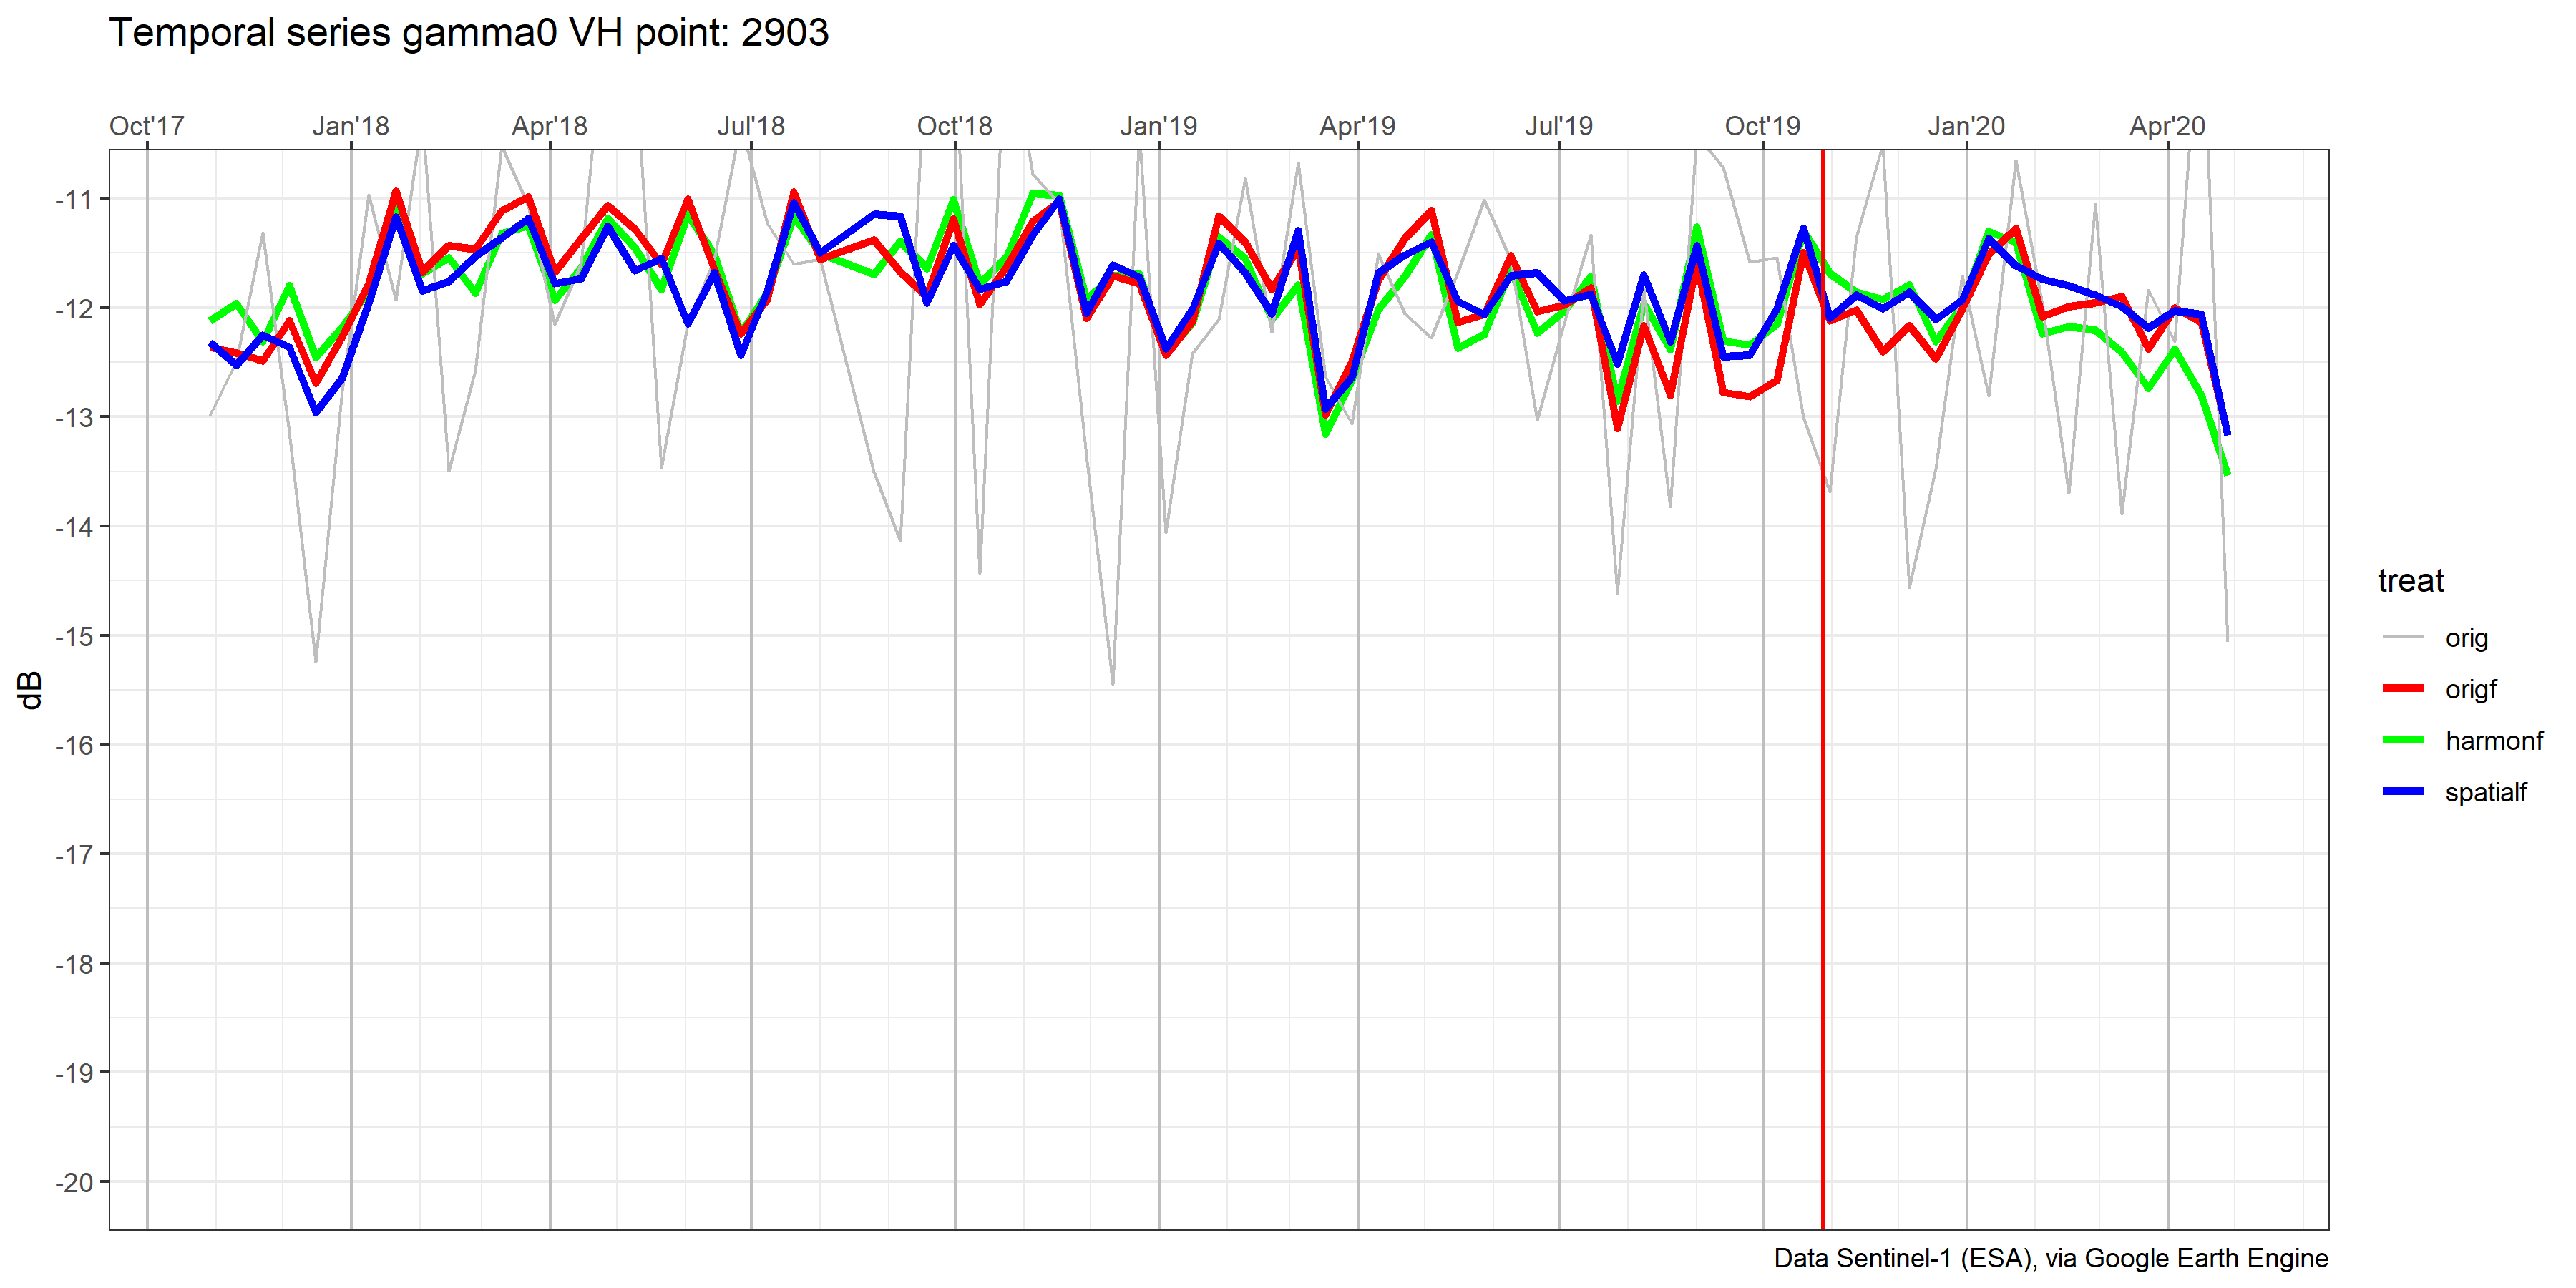 Temporal series gamma0 VH point: 2903
Oct'17 Jan'18 Apr'18 Jul'18 Oct'18 Jan'19 Apr'19 Jul'19 Oct'19 Jan'20 Apr'20
-11
-12
-13
-14
-15
-16
-17
-18
-19
-20
dB
treat
orig
origf
harmonf
spatialf
Data Sentinel-1 (ESA), via Google Earth Engine